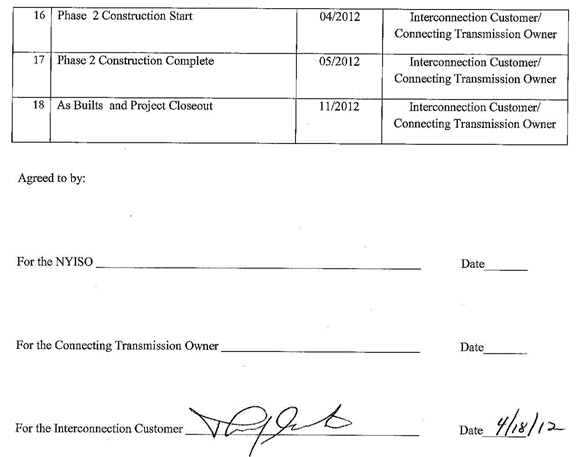 16 Phase 2 Construction Start 04/2012 Interconnection Customer/
Connecting Transmission Owner
17 Phase 2 Construction Complete 05/2012 Interconnection Customer/
Connecting Transmission Owner
18 As Builts and Project Closeout 11/2012 Interconnection Customer/
Connecting Transmission Owner
Agreed to by:
For the NYISO Date
For the Connecting Transmission Owner Date
For the Interconnection Customer Date 4/18/12